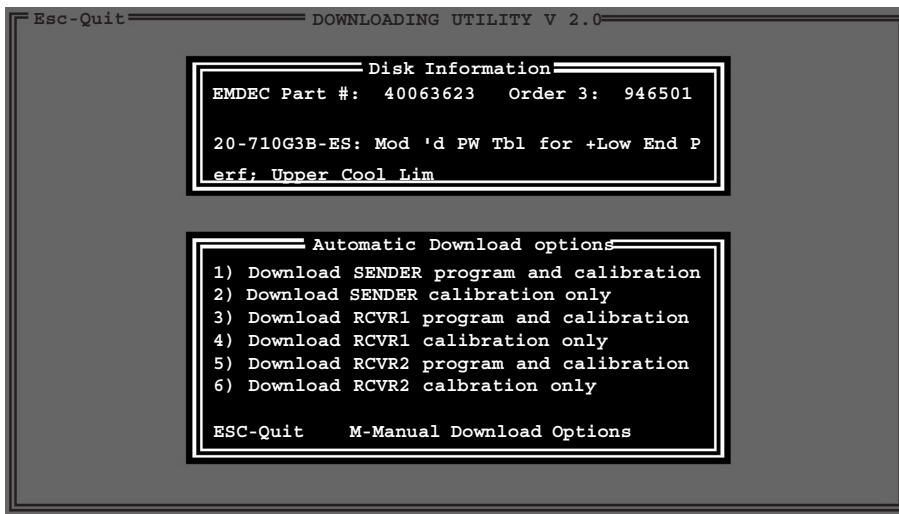 Esc-Quit DOWNLOADING UTILITY V 2.0
Disk Information
EMDEC Part #: 40063623 Order 3: 946501
20-710G3B-ES: Mod 'd PW Tbl for +Low End P
erf; Upper Cool Lim
Automatic Download options
1) Download SENDER program and calibration
2) Download SENDER calibration only
3) Download RCVR1 program and calibration
4) Download RCVR1 calibration only
5) Download RCVR2 program and calibration
6) Download RCVR2 calbration only
ESC-Quit M-Manual Download Options